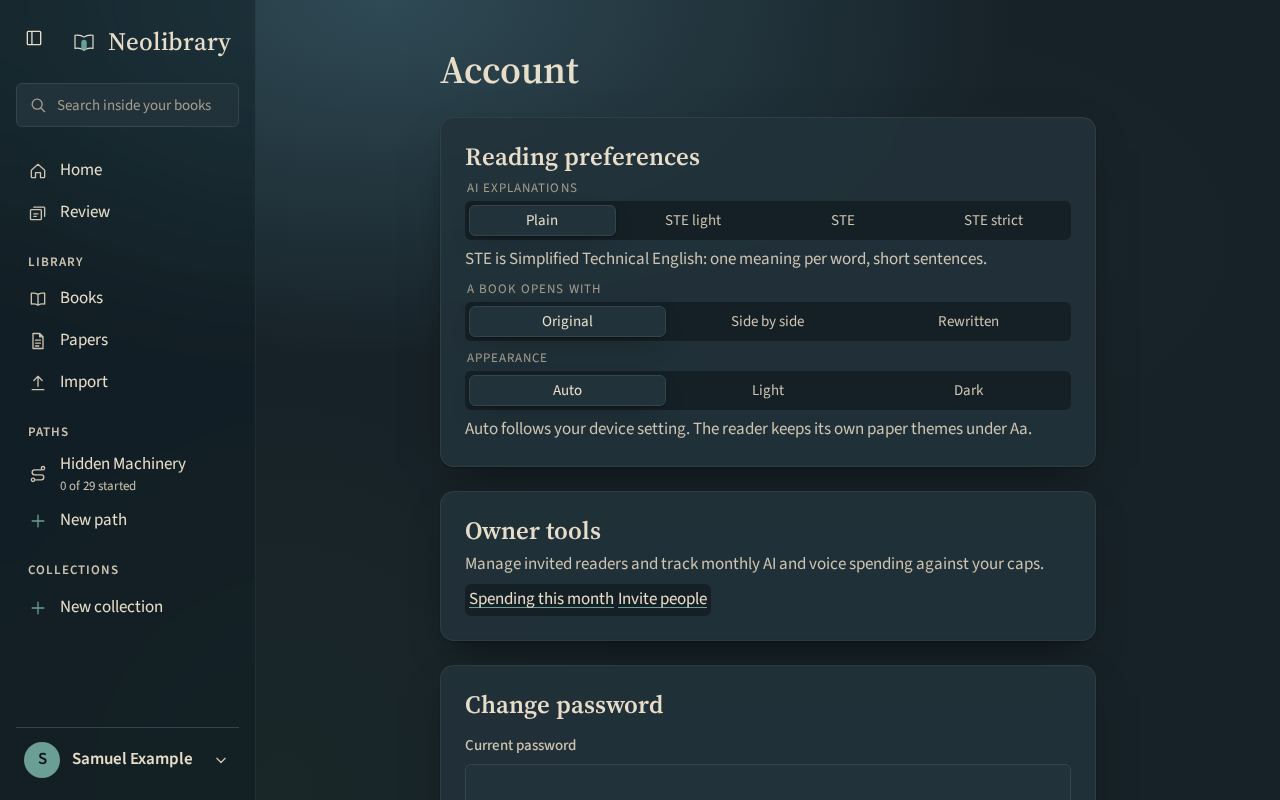 Neolibrary
Search inside your books
Home
Review
LIBRARY
Books
Papers
Import
PATHS
Hidden Machinery
0 of 29 started
New path
COLLECTIONS
New collection
S
Samuel Example
Account
Reading preferences
AI EXPLANATIONS
Plain STE light STE STE strict
STE is Simplified Technical English: one meaning per word, short sentences.
A BOOK OPENS WITH
Original Side by side Rewritten
APPEARANCE
Auto Light Dark
Auto follows your device setting. The reader keeps its own paper themes under Aa.
Owner tools
Manage invited readers and track monthly AI and voice spending against your caps.
Spending this month Invite people
Change password
Current password